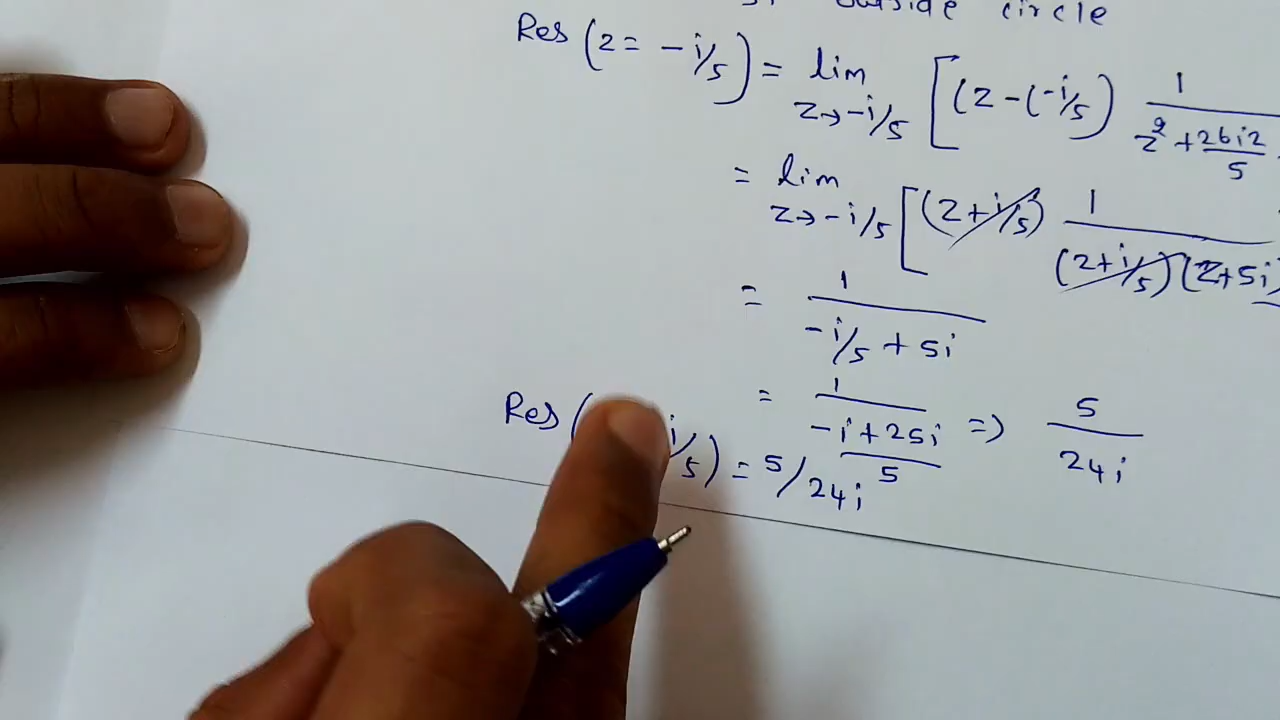 outside circle
Res (z = -i/5) = lim z→-i/5 [(z-(-i/5) 1/z²+26iz/5
= lim z→-i/5 [(z+i/5) 1/(z+i/5)(z+5i)
= 1/-i/5 + 5i
= 1/-i+25i/5 => 5/24i
Res ( i/5) = 5/24i